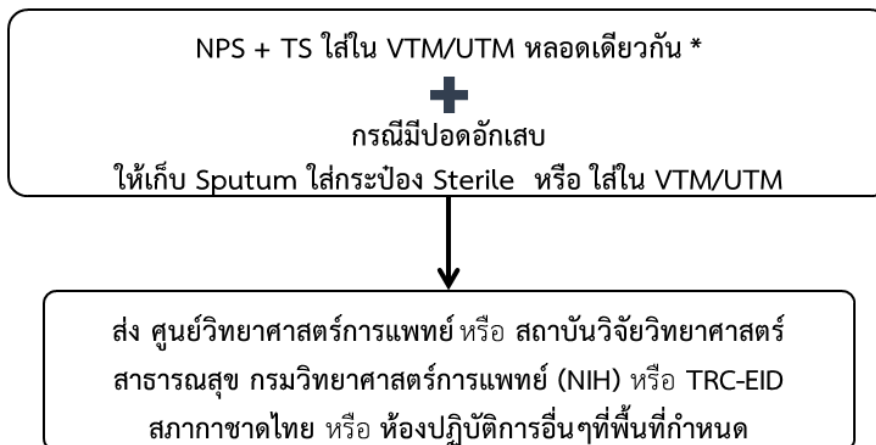 NPS + TS ใส่ใน VTM/UTM หลอดเดียวกัน *
กรณีมีปอดอักเสบ
ให้เก็บ Sputum ใส่กระป๋อง Sterile หรือ ใส่ใน VTM/UTM
ส่ง ศูนย์วิทยาศาสตร์การแพทย์ หรือ สถาบันวิจัยวิทยาศาสตร์
สาธารณสุข กรมวิทยาศาสตร์การแพทย์ (NIH) หรือ TRC-EID
สภากาชาดไทย หรือ ห้องปฏิบัติการอื่นๆที่พื้นที่กำหนด